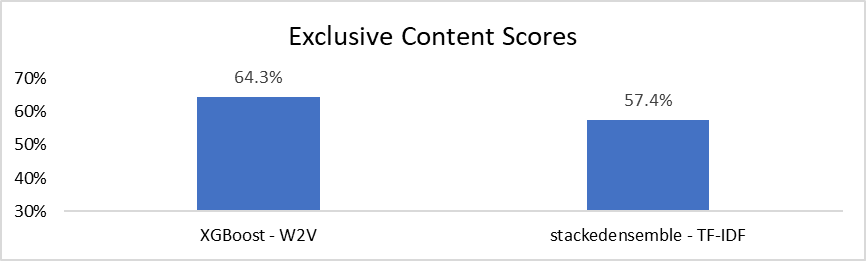 Exclusive Content Scores
70%
60%
50%
40%
30%
64.3%
57.4%
XGBoost - W2V
stackedensemble - TF-IDF